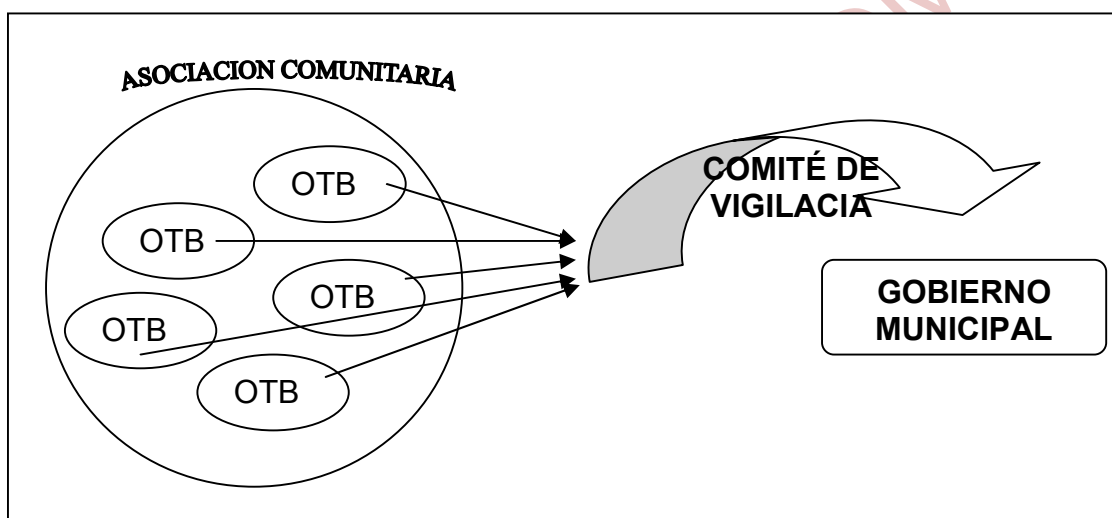 ASOCIACION COMUNITARIA
OTB
OTB
OTB
OTB
OTB
COMITÉ DE
VIGILACIA
GOBIERNO
MUNICIPAL